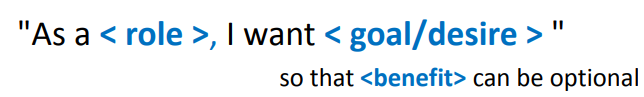 "As a < role >, I want < goal/desire > "
so that <benefit> can be optional